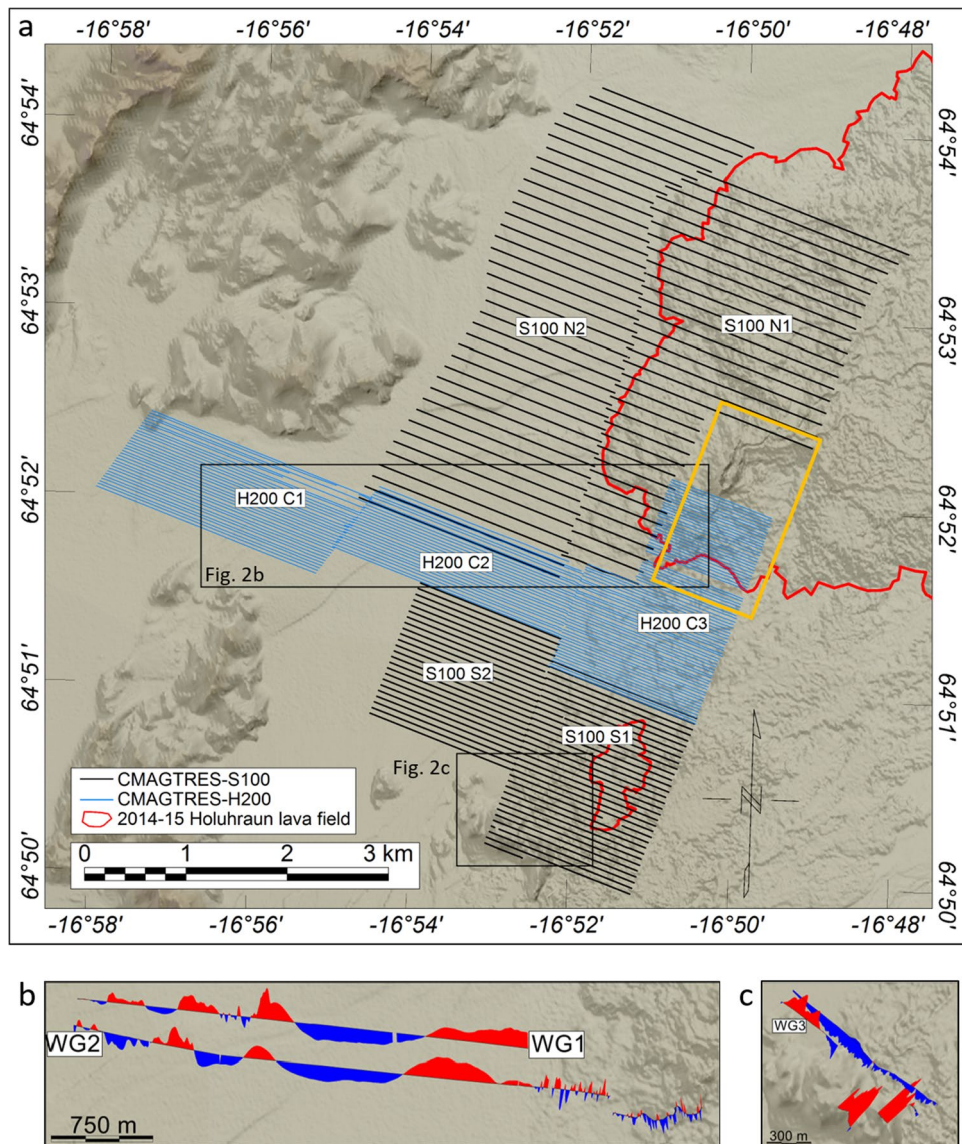 a
-16°58' -16°56' -16°54' -16°52' -16°50' -16°48'
64°54' 64°54'
64°53' 64°53'
S100 N2 S100 N1
64°52' 64°52'
H200 C1
H200 C2
Fig. 2b
H200 C3
64°51' 64°51'
S100 S2
S100 S1
Fig. 2c
CMAGTRES-S100
CMAGTRES-H200
2014-15 Holuhraun lava field
0 1 2 3 km
N
64°50' 64°50'
-16°58' -16°56' -16°54' -16°52' -16°50' -16°48'
b
WG2 WG1
750 m
c
WG3
300 m